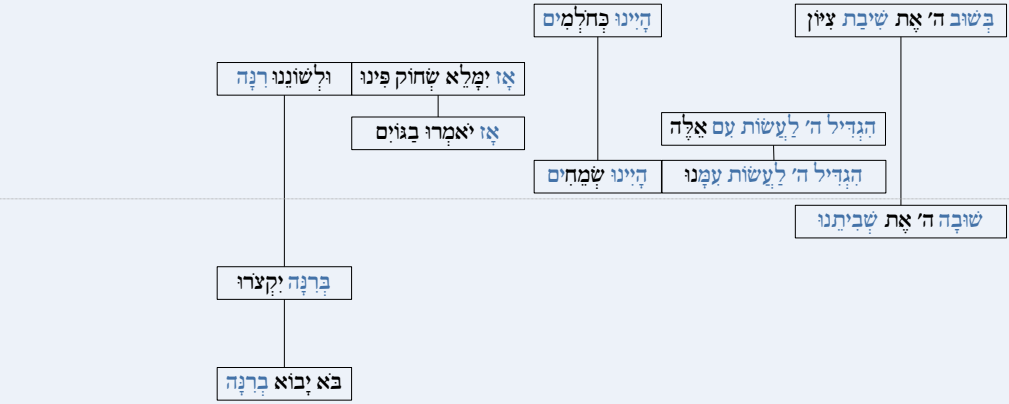 בְּשׁוּב ה' אֶת שִׁיבַת צִיּוֹן
הָיִינוּ כְּחֹלְמִים
אָז יִמָּלֵא שְׂחוֹק פִּינוּ
וּלְשׁוֹנֵנוּ רִנָּה
אָז יֹאמְרוּ בַגּוֹיִם
הִגְדִּיל ה' לַעֲשׂוֹת עִם אֵלֶּה
הִגְדִּיל ה' לַעֲשׂוֹת עִמָּנוּ
הָיִינוּ שְׂמֵחִים
שׁוּבָה ה' אֶת שְׁבִיתֵנוּ
בְּרִנָּה יִקְצֹרוּ
בֹּא יָבוֹא בְרִנָּה